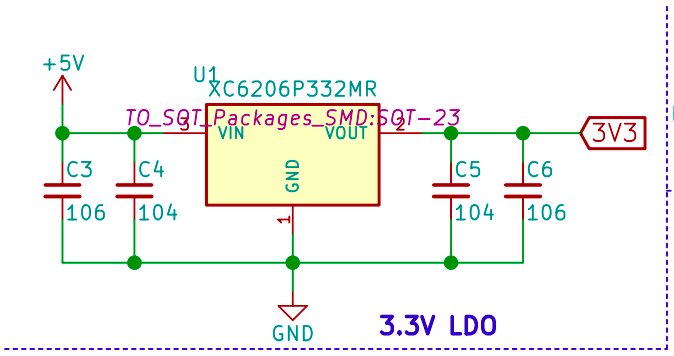 +5V
U1
XC6206P332MR
TO_SOT_Packages_SMD:SOT-23
3
VIN
VOUT
2
3V3
C3
C4
GND
C5
C6
106
104
1
104
106
GND
3.3V LDO